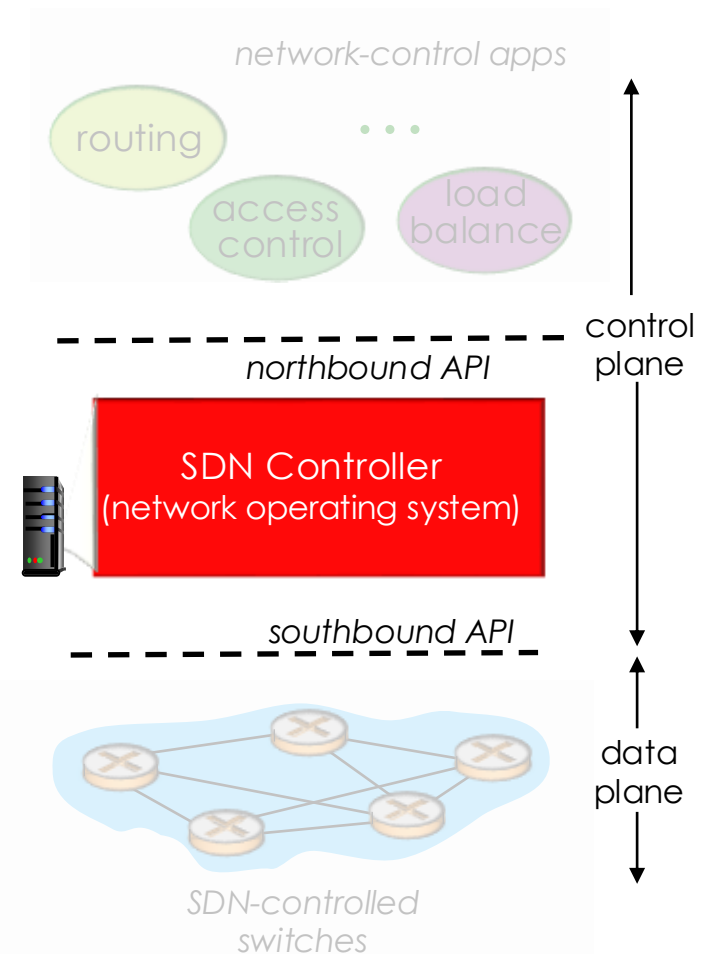 network-control apps
routing
. . .
access
control
load
balance
control
plane
northbound API
SDN Controller
(network operating system)
southbound API
data
plane
SDN-controlled
switches